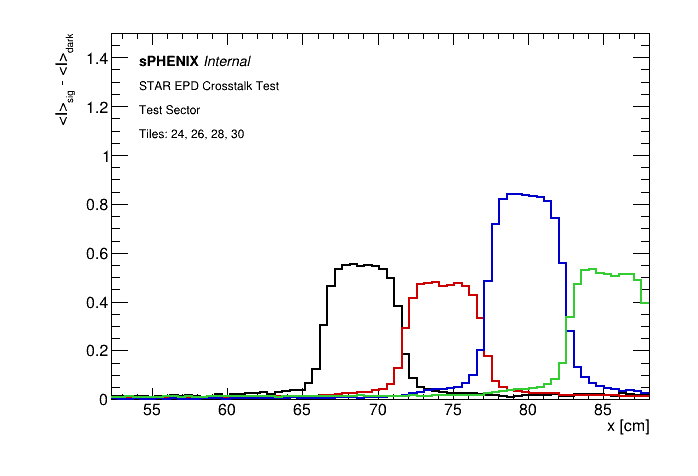 <I>sig - <I>dark
1.4
1.2
1
0.8
0.6
0.4
0.2
0
sPHENIX Internal
STAR EPD Crosstalk Test
Test Sector
Tiles: 24, 26, 28, 30
55 60 65 70 75 80 85
x [cm]